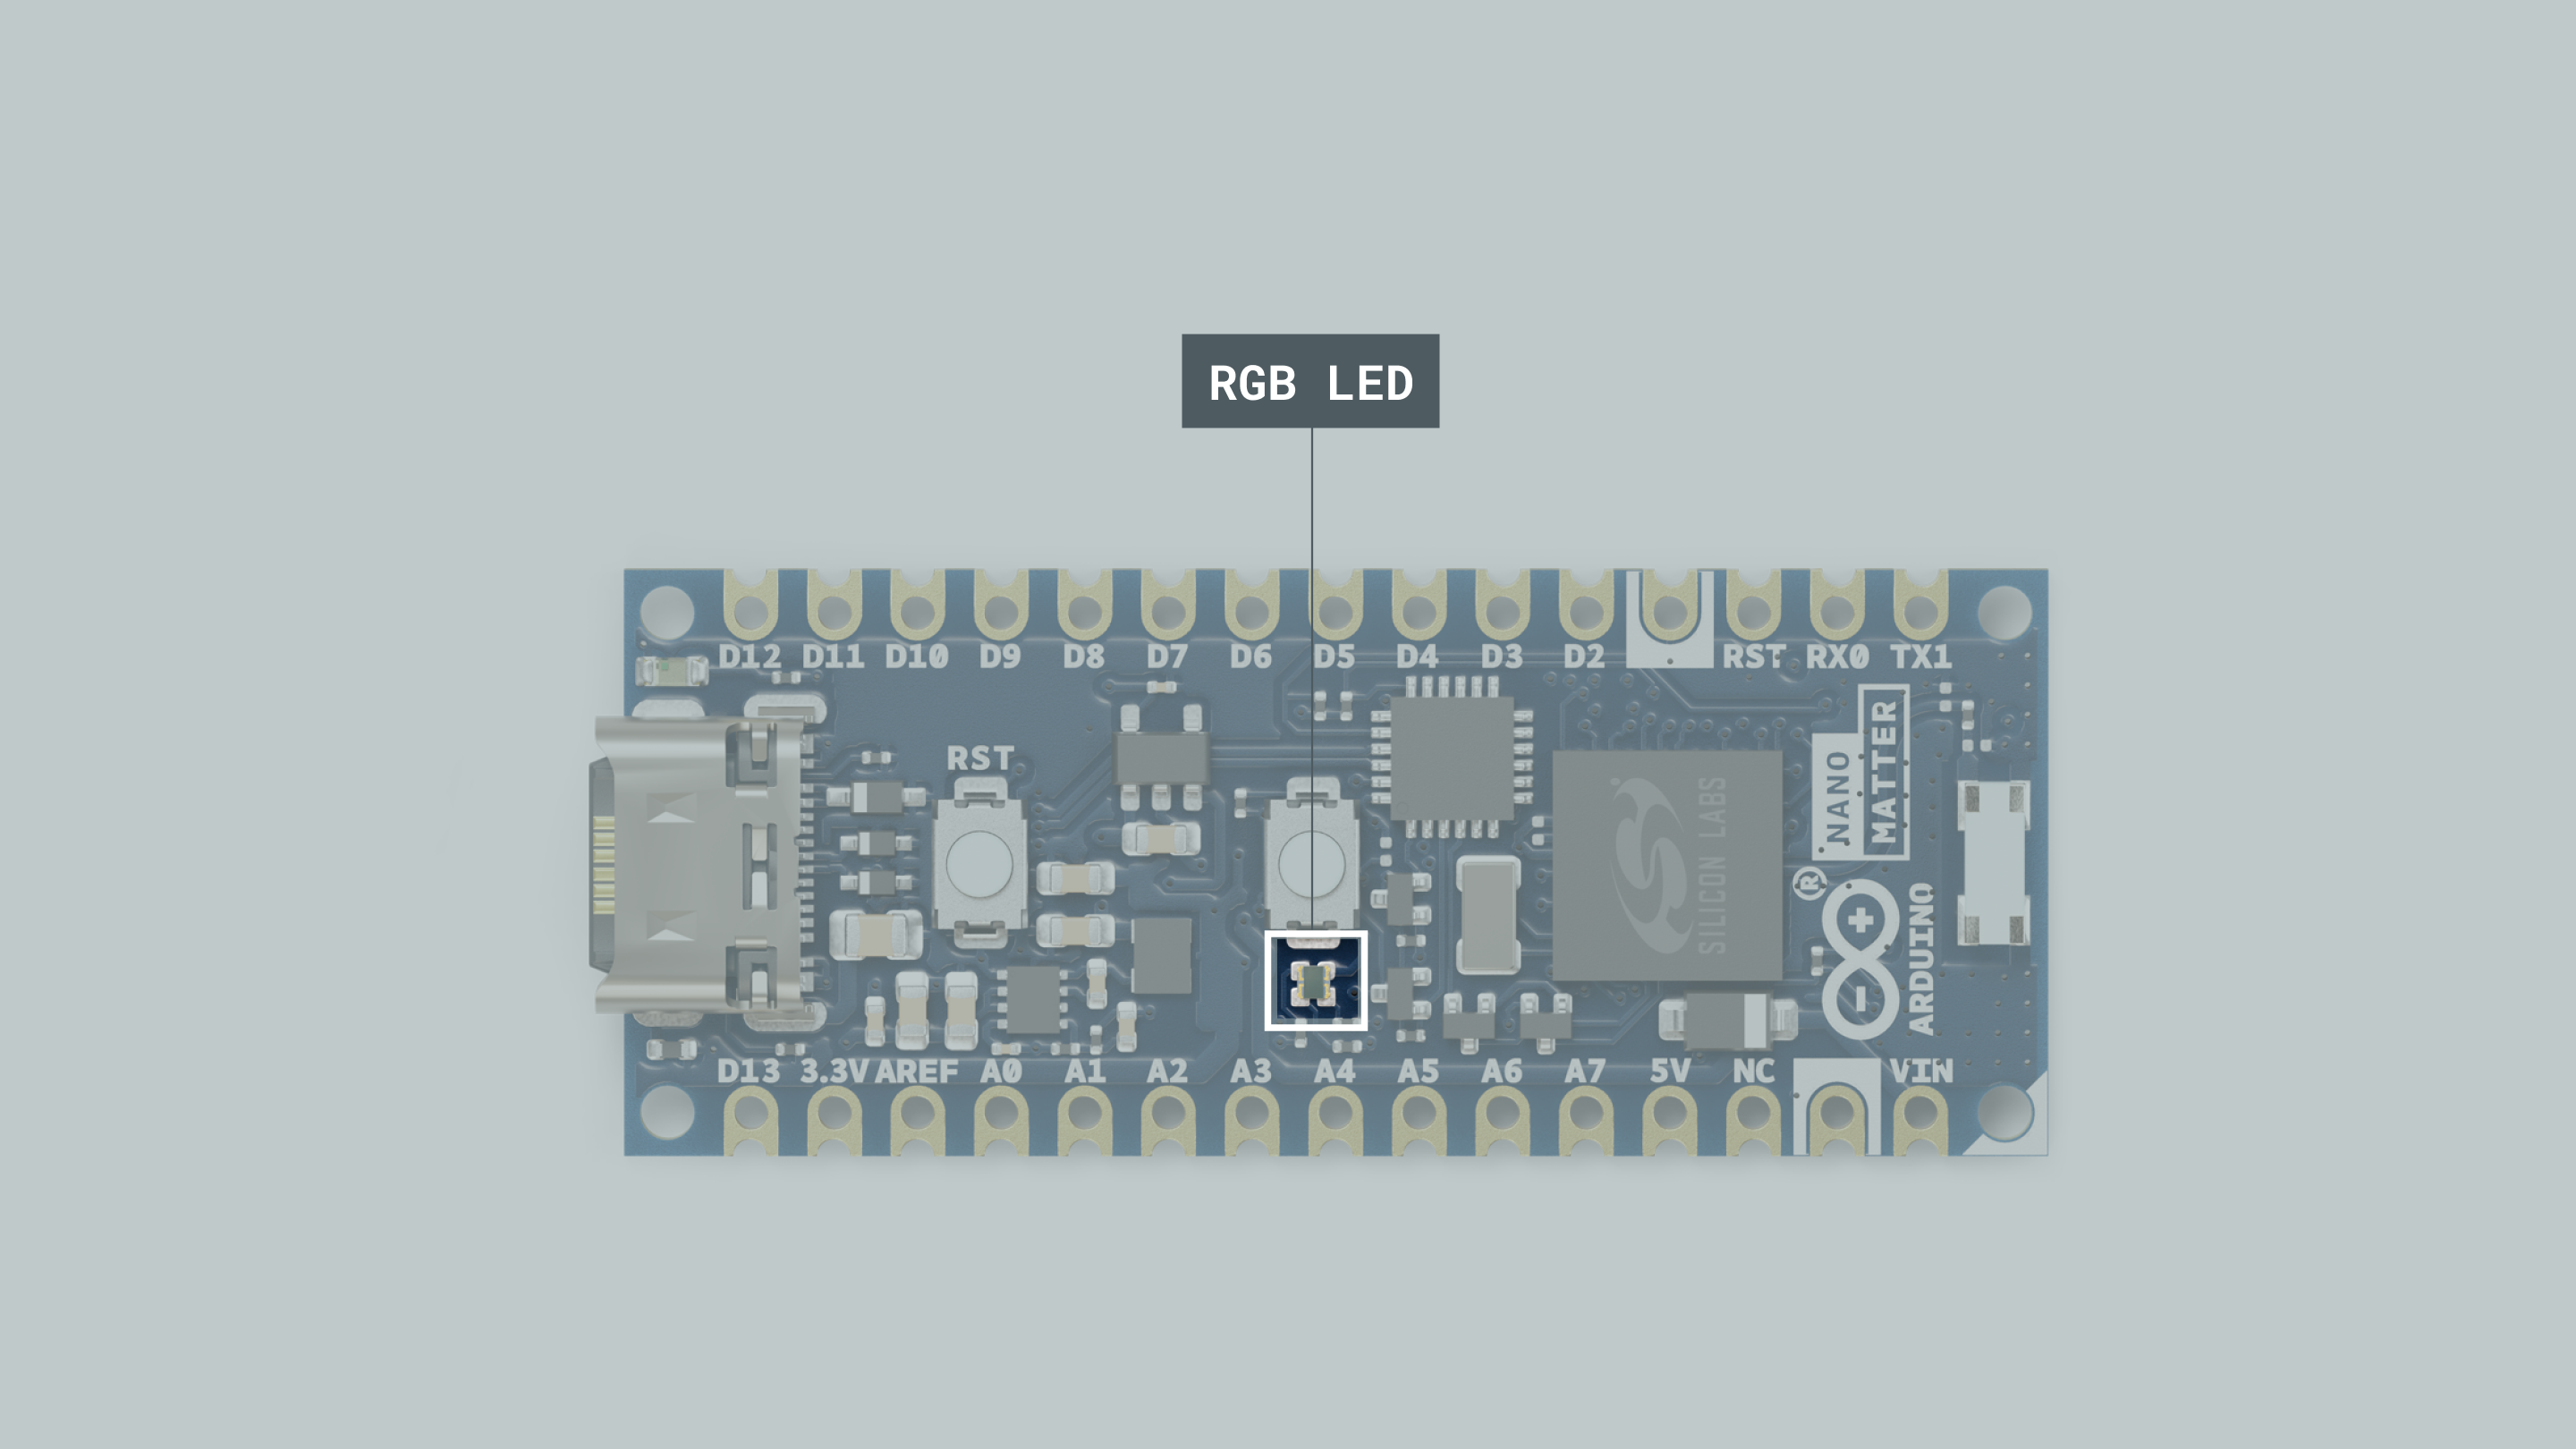 RGB LED
D12 D11 D10 D9 D8 D7 D6 D5 D4 D3 D2 RST RX0 TX1
RST
NANO
MATTER
SILICON LABS
®
ARDUINO
D13 3.3V AREF A0 A1 A2 A3 A4 A5 A6 A7 5V NC VIN